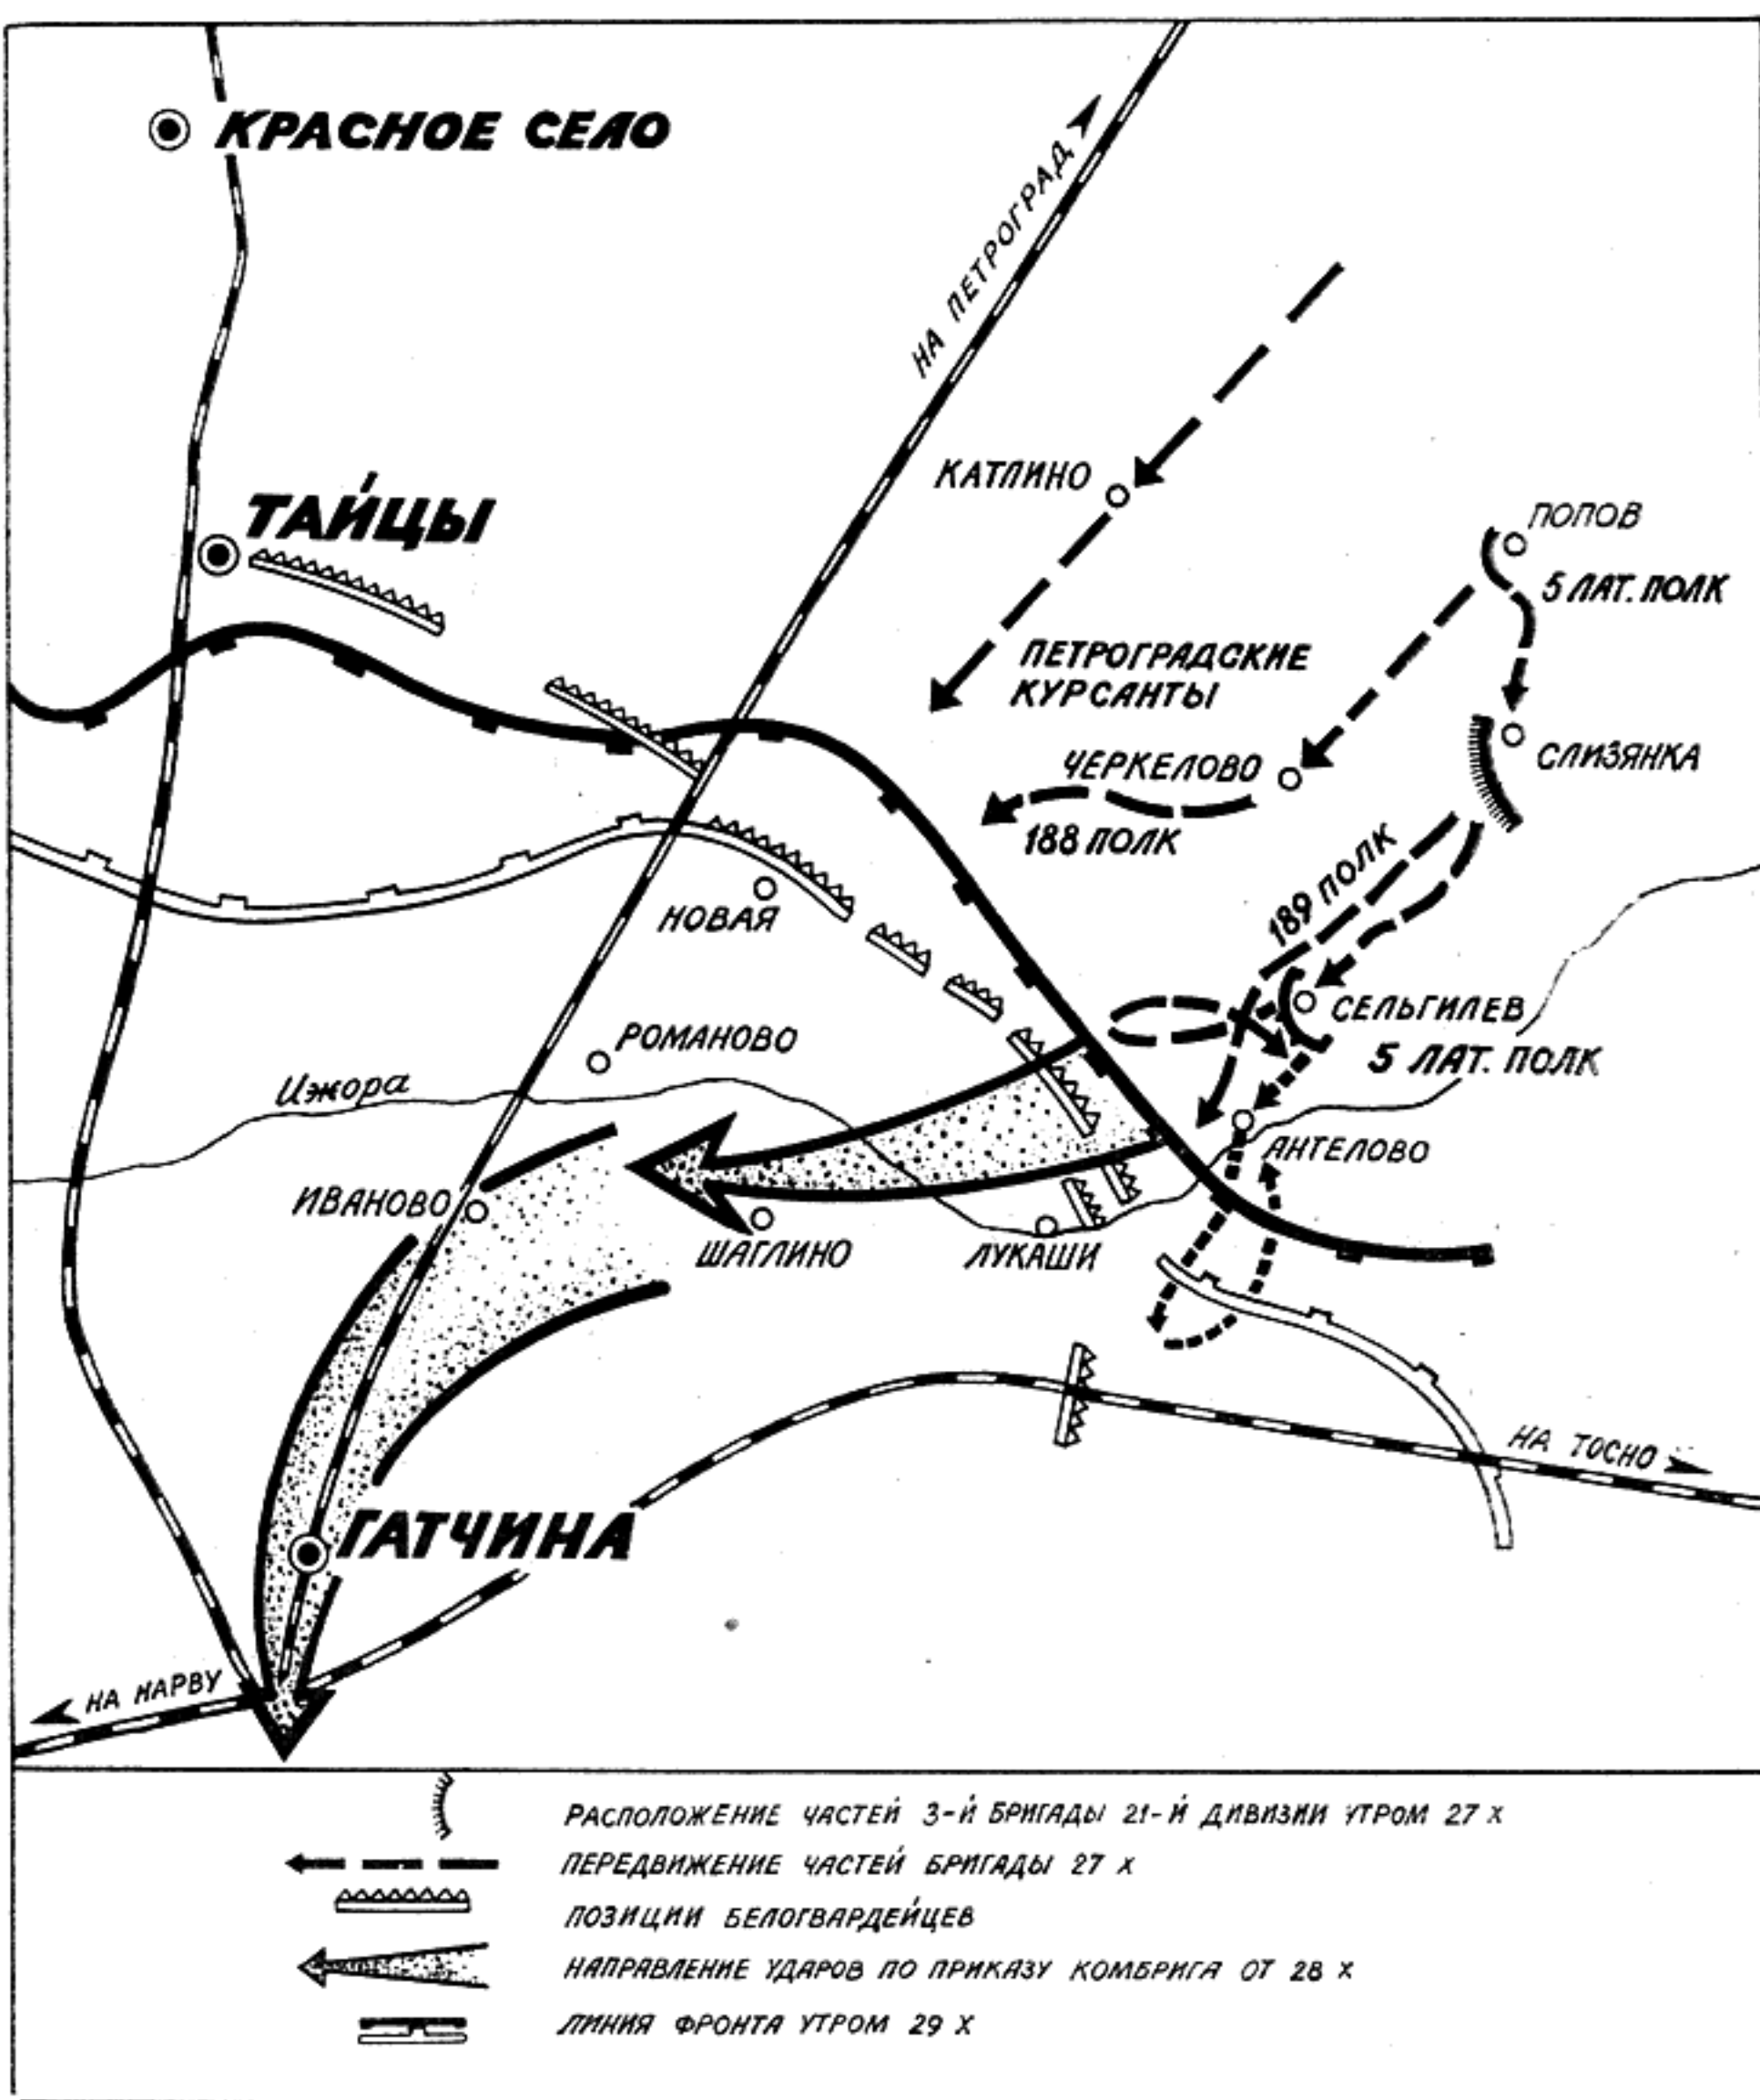 КРАСНОЕ СЕЛО
НА ПЕТРОГРАД
КАТЛИНО
ТАЙЦЫ
ПОПОВ
5 ЛАТ. ПОЛК
ПЕТРОГРАДСКИЕ
КУРСАНТЫ
СЛИЗЯНКА
ЧЕРКЕЛОВО
188 ПОЛК
189 ПОЛК
НОВАЯ
СЕЛЬГИЛЕВ
РОМАНОВО
5 ЛАТ. ПОЛК
Ижора
АНТЕЛОВО
ИВАНОВО
ШАГЛИНО
ЛУКАШИ
НА ТОСНО
ГАТЧИНА
НА НАРВУ
РАСПОЛОЖЕНИЕ ЧАСТЕЙ 3-Й БРИГАДЫ 21-Й ДИВИЗИИ УТРОМ 27 X
ПЕРЕДВИЖЕНИЕ ЧАСТЕЙ БРИГАДЫ 27 X
ПОЗИЦИИ БЕЛОГВАРДЕЙЦЕВ
НАПРАВЛЕНИЕ УДАРОВ ПО ПРИКАЗУ КОМБРИГА ОТ 28 X
ЛИНИЯ ФРОНТА УТРОМ 29 X